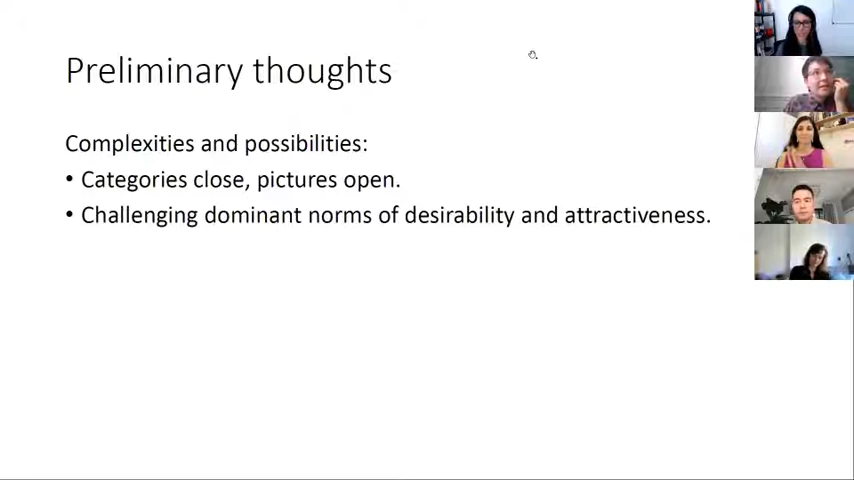 Preliminary thoughts
Complexities and possibilities:
• Categories close, pictures open.
• Challenging dominant norms of desirability and attractiveness.